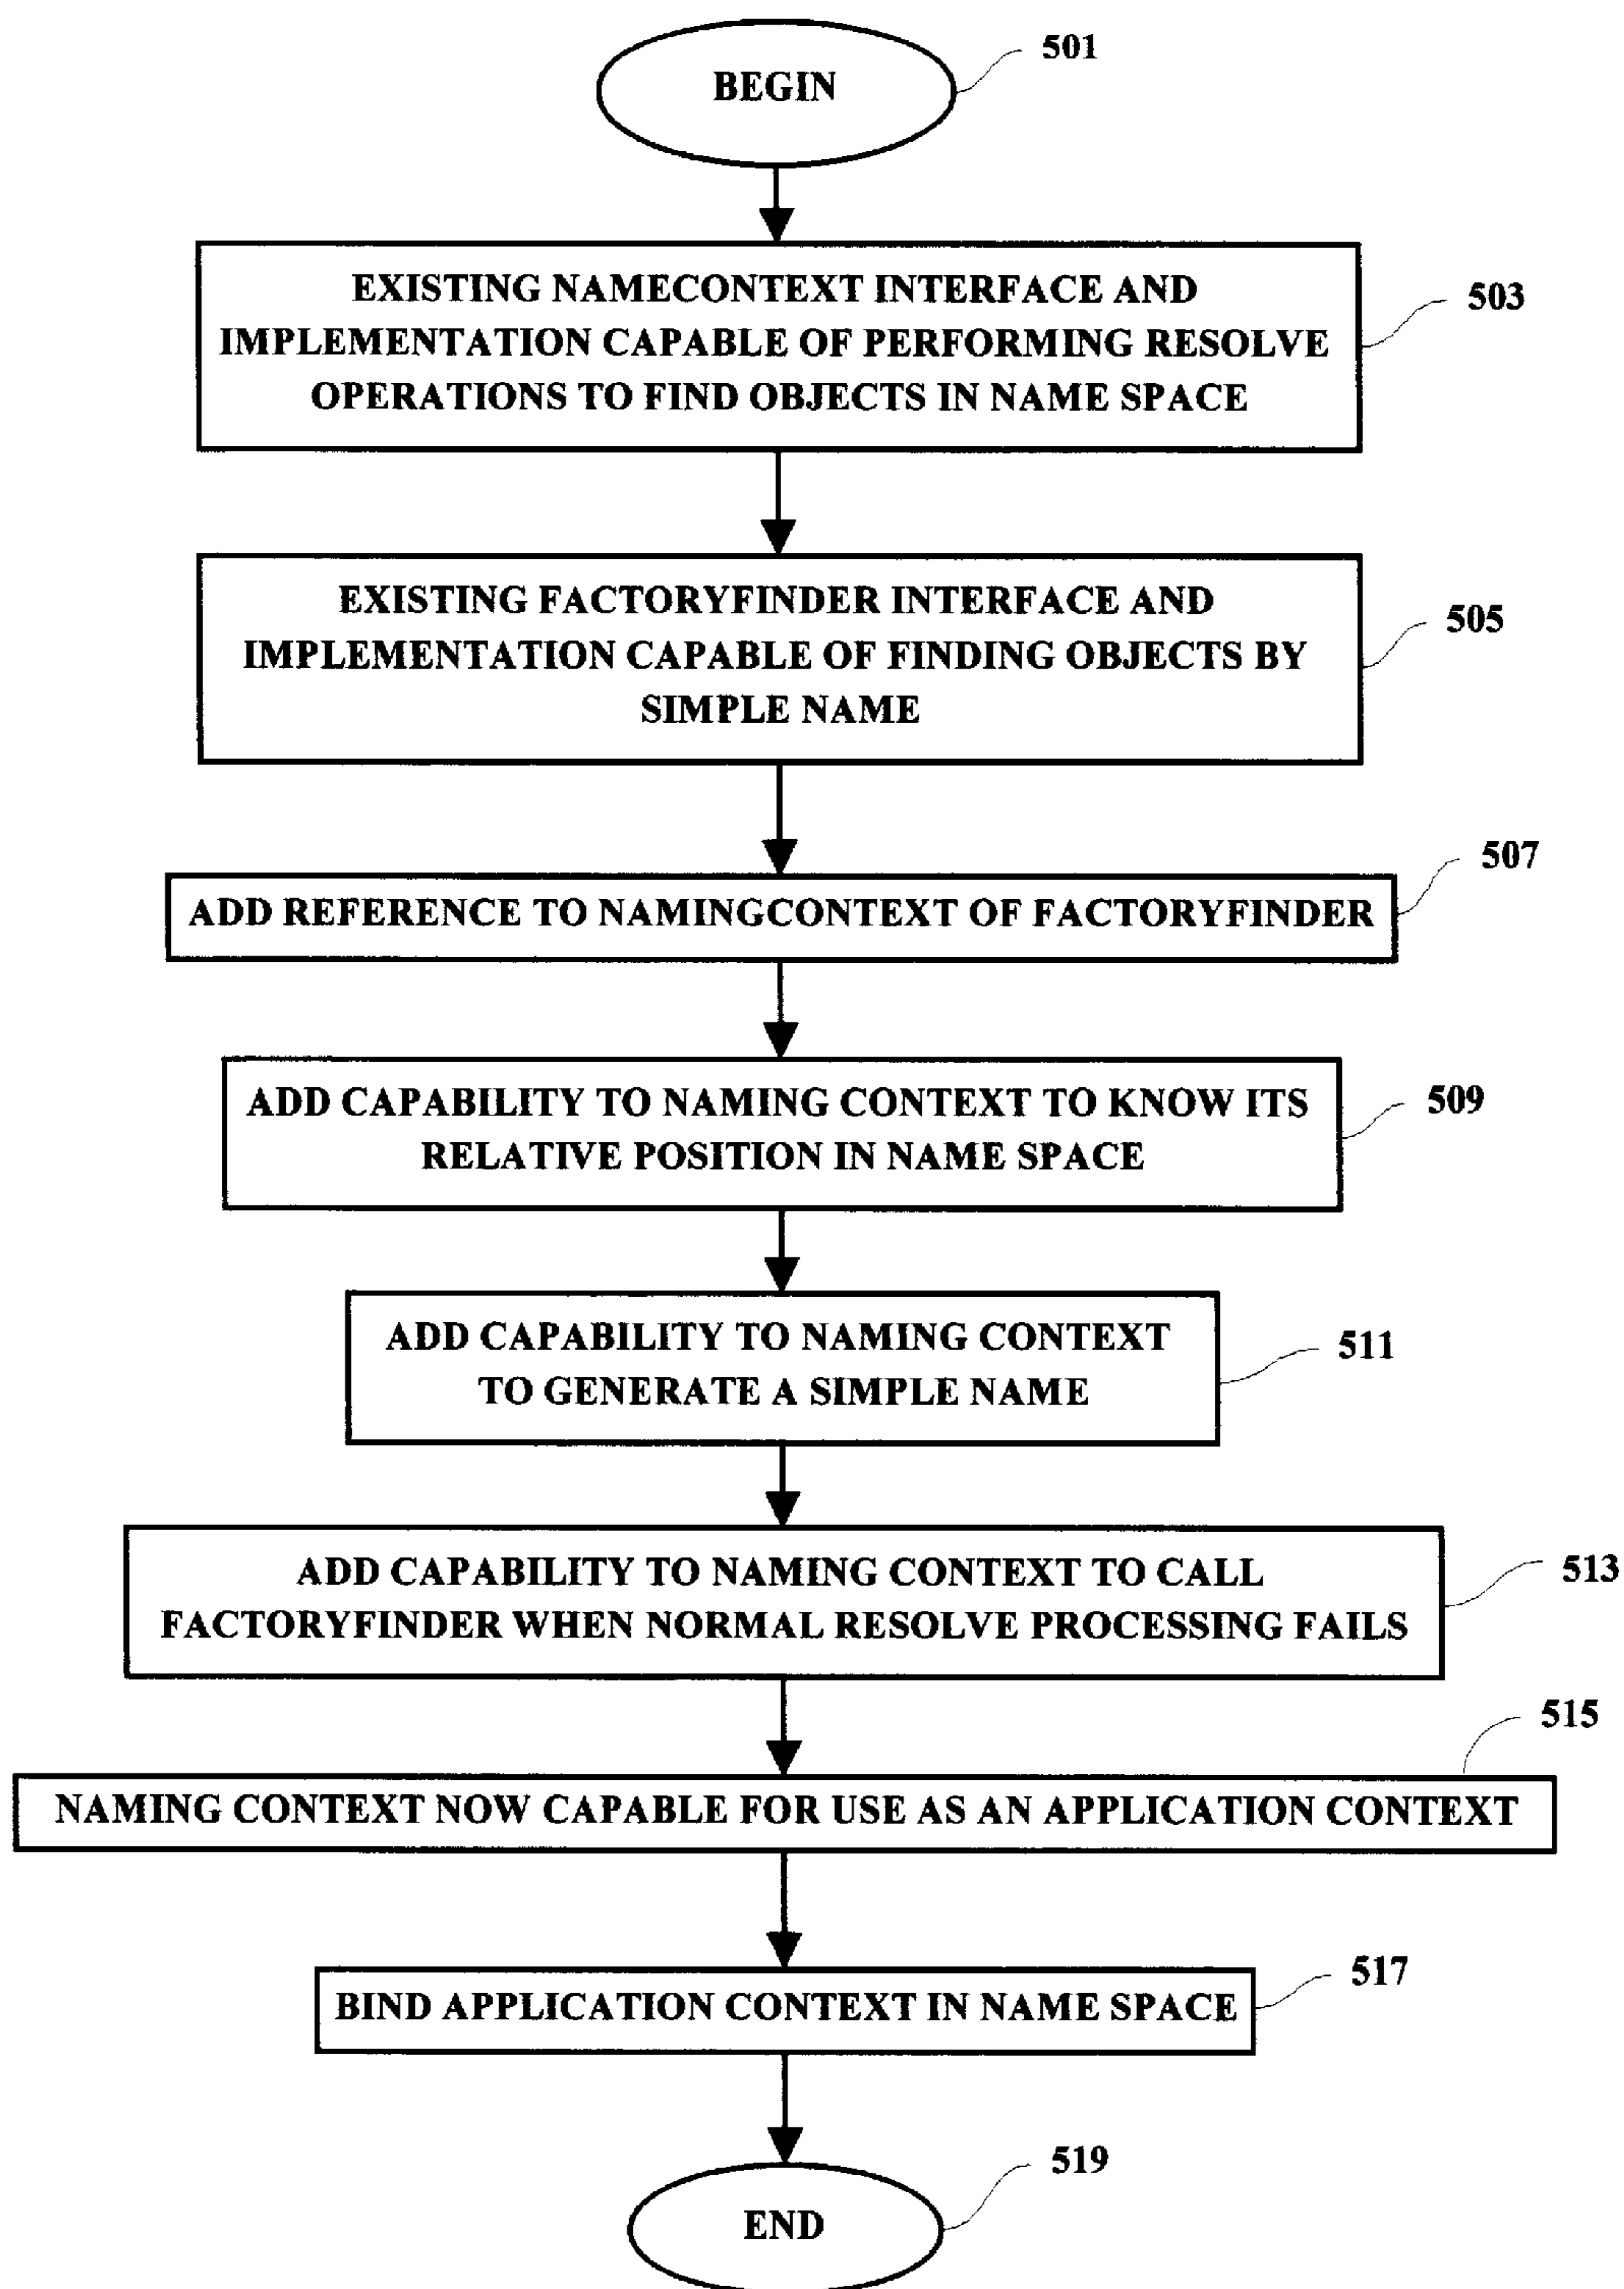 BEGIN
501
EXISTING NAMECONTEXT INTERFACE AND
IMPLEMENTATION CAPABLE OF PERFORMING RESOLVE
OPERATIONS TO FIND OBJECTS IN NAME SPACE
503
EXISTING FACTORYFINDER INTERFACE AND
IMPLEMENTATION CAPABLE OF FINDING OBJECTS BY
SIMPLE NAME
505
ADD REFERENCE TO NAMINGCONTEXT OF FACTORYFINDER
507
ADD CAPABILITY TO NAMING CONTEXT TO KNOW ITS
RELATIVE POSITION IN NAME SPACE
509
ADD CAPABILITY TO NAMING CONTEXT
TO GENERATE A SIMPLE NAME
511
ADD CAPABILITY TO NAMING CONTEXT TO CALL
FACTORYFINDER WHEN NORMAL RESOLVE PROCESSING FAILS
513
NAMING CONTEXT NOW CAPABLE FOR USE AS AN APPLICATION CONTEXT
515
BIND APPLICATION CONTEXT IN NAME SPACE
517
END
519